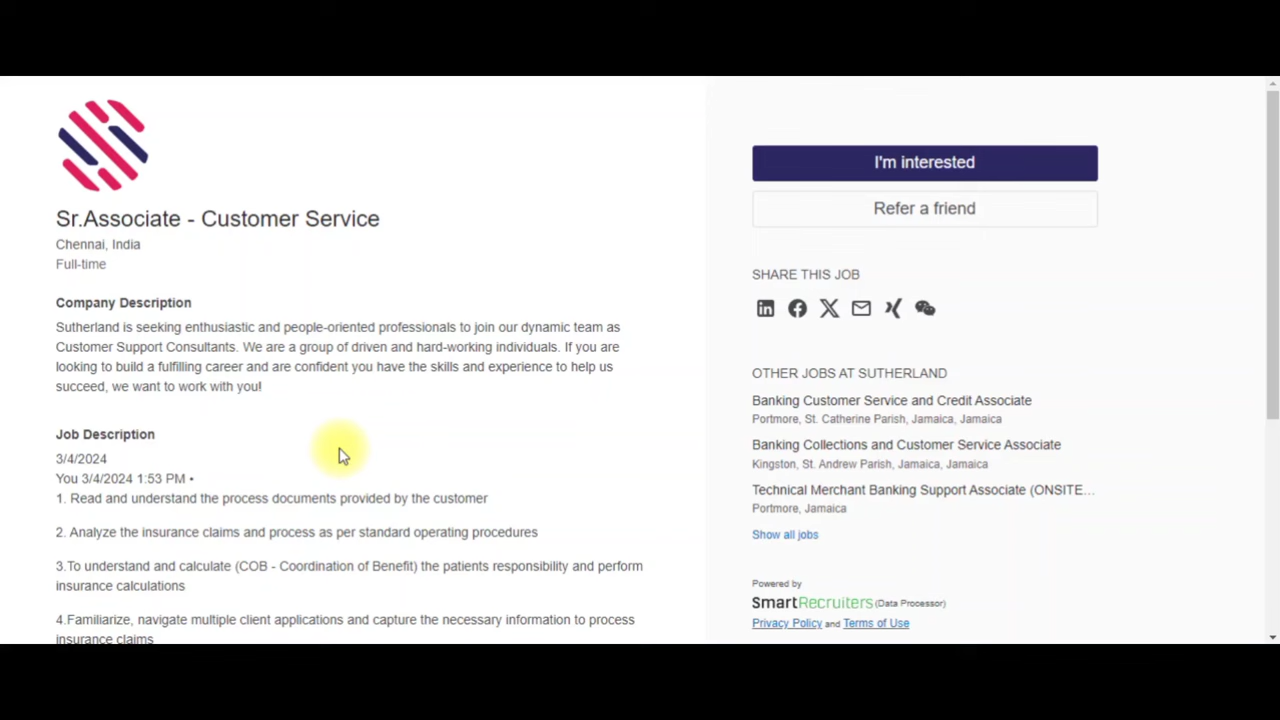 Sr.Associate - Customer Service
Chennai, India
Full-time
Company Description
Sutherland is seeking enthusiastic and people-oriented professionals to join our dynamic team as
Customer Support Consultants. We are a group of driven and hard-working individuals. If you are
looking to build a fulfilling career and are confident you have the skills and experience to help us
succeed, we want to work with you!
Job Description
3/4/2024
You 3/4/2024 1:53 PM •
1. Read and understand the process documents provided by the customer
2. Analyze the insurance claims and process as per standard operating procedures
3.To understand and calculate (COB - Coordination of Benefit) the patients responsibility and perform
insurance calculations
4.Familiarize, navigate multiple client applications and capture the necessary information to process
insurance claims
I'm interested
Refer a friend
SHARE THIS JOB
OTHER JOBS AT SUTHERLAND
Banking Customer Service and Credit Associate
Portmore, St. Catherine Parish, Jamaica, Jamaica
Banking Collections and Customer Service Associate
Kingston, St. Andrew Parish, Jamaica, Jamaica
Technical Merchant Banking Support Associate (ONSITE...
Portmore, Jamaica
Show all jobs
Powered by
SmartRecruiters (Data Processor)
Privacy Policy and Terms of Use